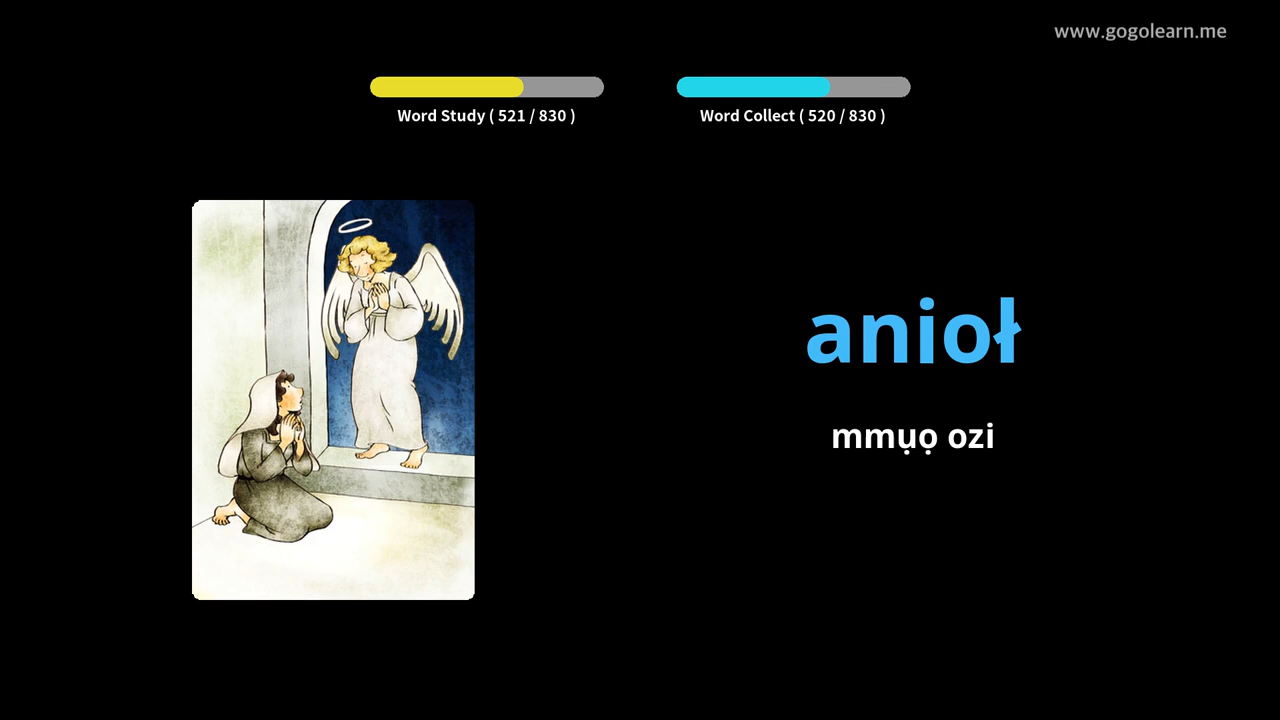 www.gogolearn.me
Word Study ( 521 / 830 )
Word Collect ( 520 / 830 )
anioł
mmụọ ozi